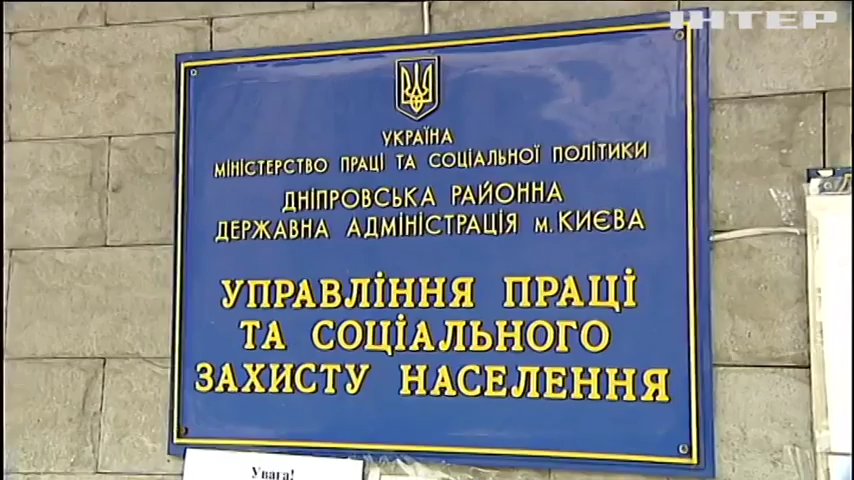 ІНТЕР
УКРАЇНА
МІНІСТЕРСТВО ПРАЦІ ТА СОЦІАЛЬНОЇ ПОЛІТИКИ
ДНІПРОВСЬКА РАЙОННА
ДЕРЖАВНА АДМІНІСТРАЦІЯ м. КИЄВА
УПРАВЛІННЯ ПРАЦІ
ТА СОЦІАЛЬНОГО
ЗАХИСТУ НАСЕЛЕННЯ
Увага!